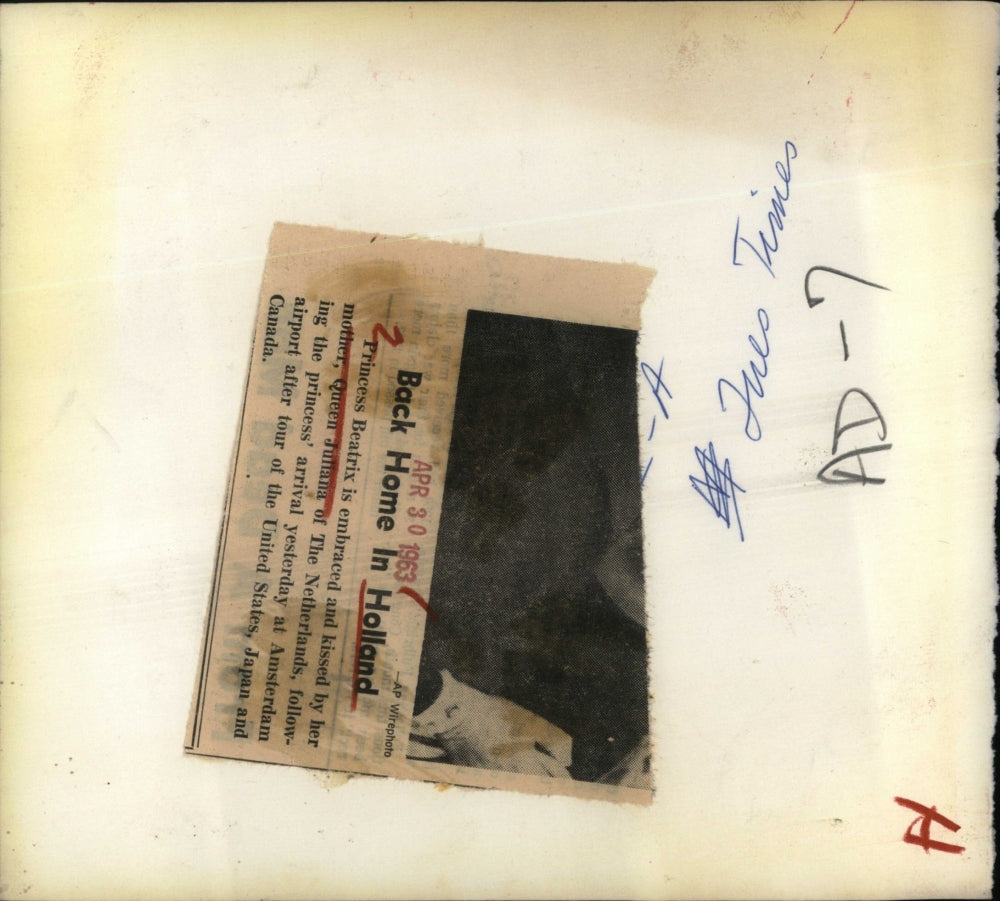 AD-7
Tues Times
-A
APR 30 1963
—AP Wirephoto
Back Home In Holland
2
Princess Beatrix is embraced and kissed by her
mother, Queen Juliana of The Netherlands, follow-
ing the princess' arrival yesterday at Amsterdam
airport after tour of the United States, Japan and
Canada.
A